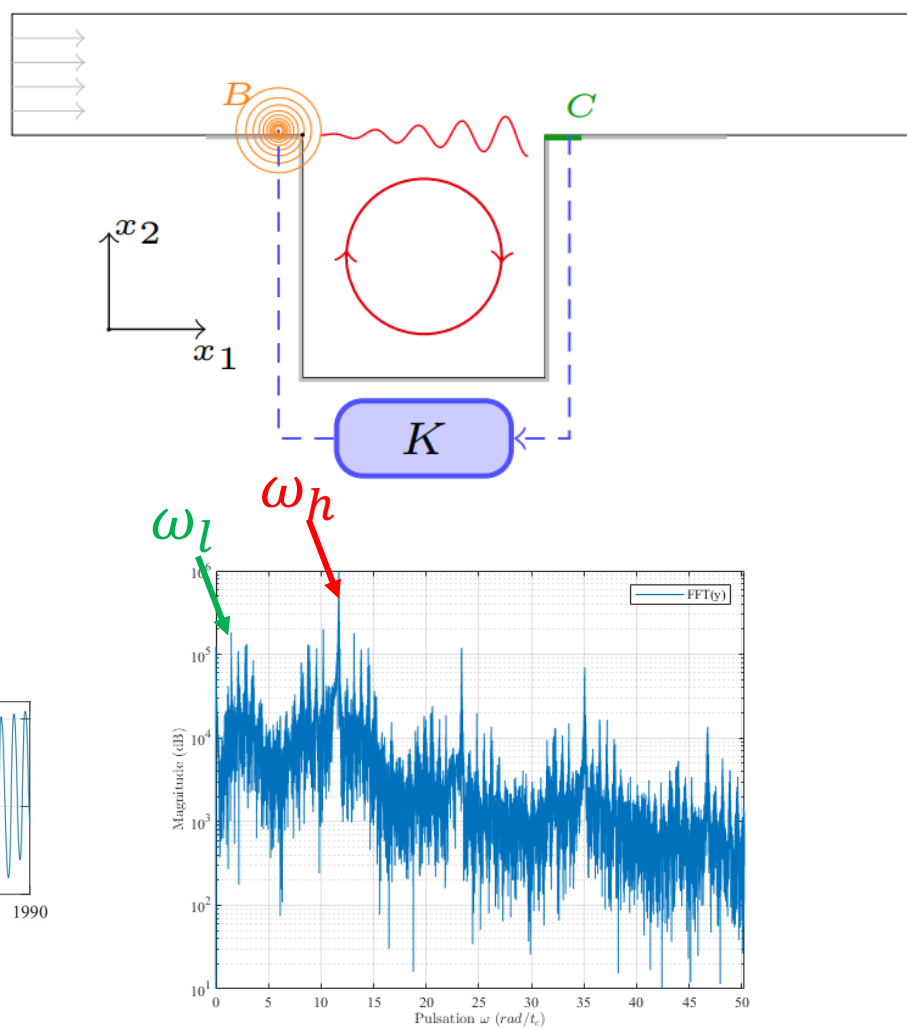 B
C
x2
x1
K
ωh
ωl
10^6
FFT(y)
10^5
10^4
Magnitude (dB)
10^3
10^2
10^1
0 5 10 15 20 25 30 35 40 45 50
Pulsation ω (rad/tc)
1990